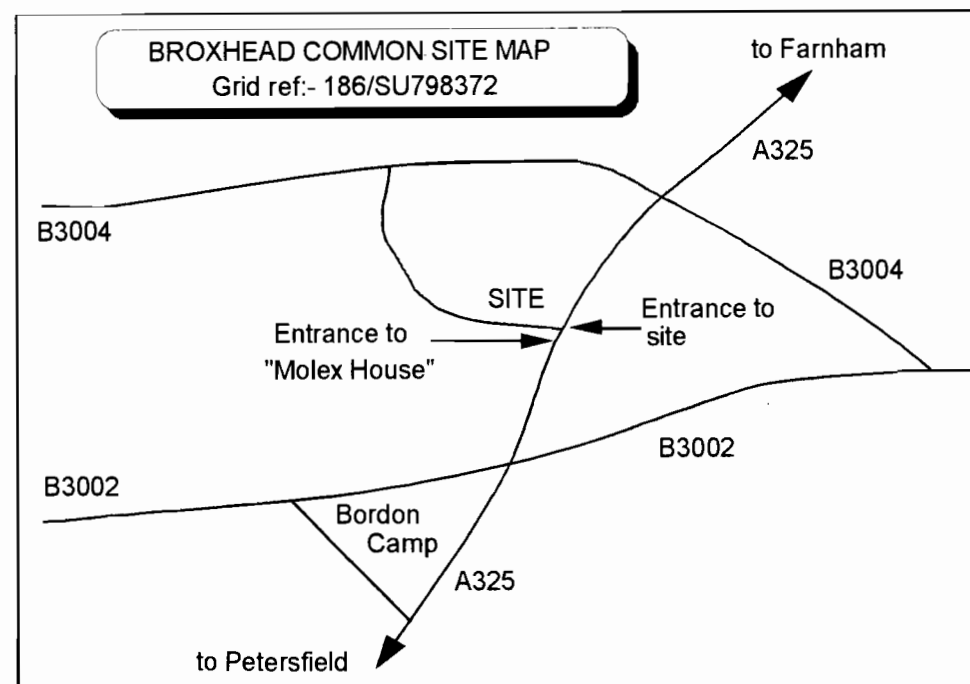 BROXHEAD COMMON SITE MAP
Grid ref:- 186/SU798372
to Farnham
A325
B3004
B3004
SITE
Entrance to
site
Entrance to
"Molex House"
B3002
B3002
Bordon
Camp
A325
to Petersfield